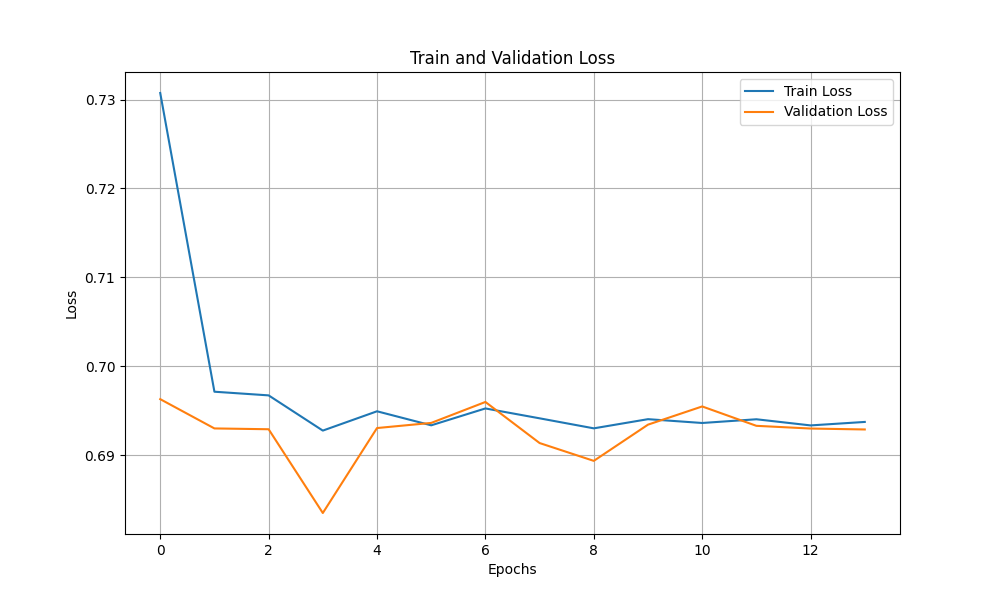 Train and Validation Loss
Train Loss
Validation Loss
0.73
0.72
0.71
0.70
0.69
Loss
0 2 4 6 8 10 12
Epochs